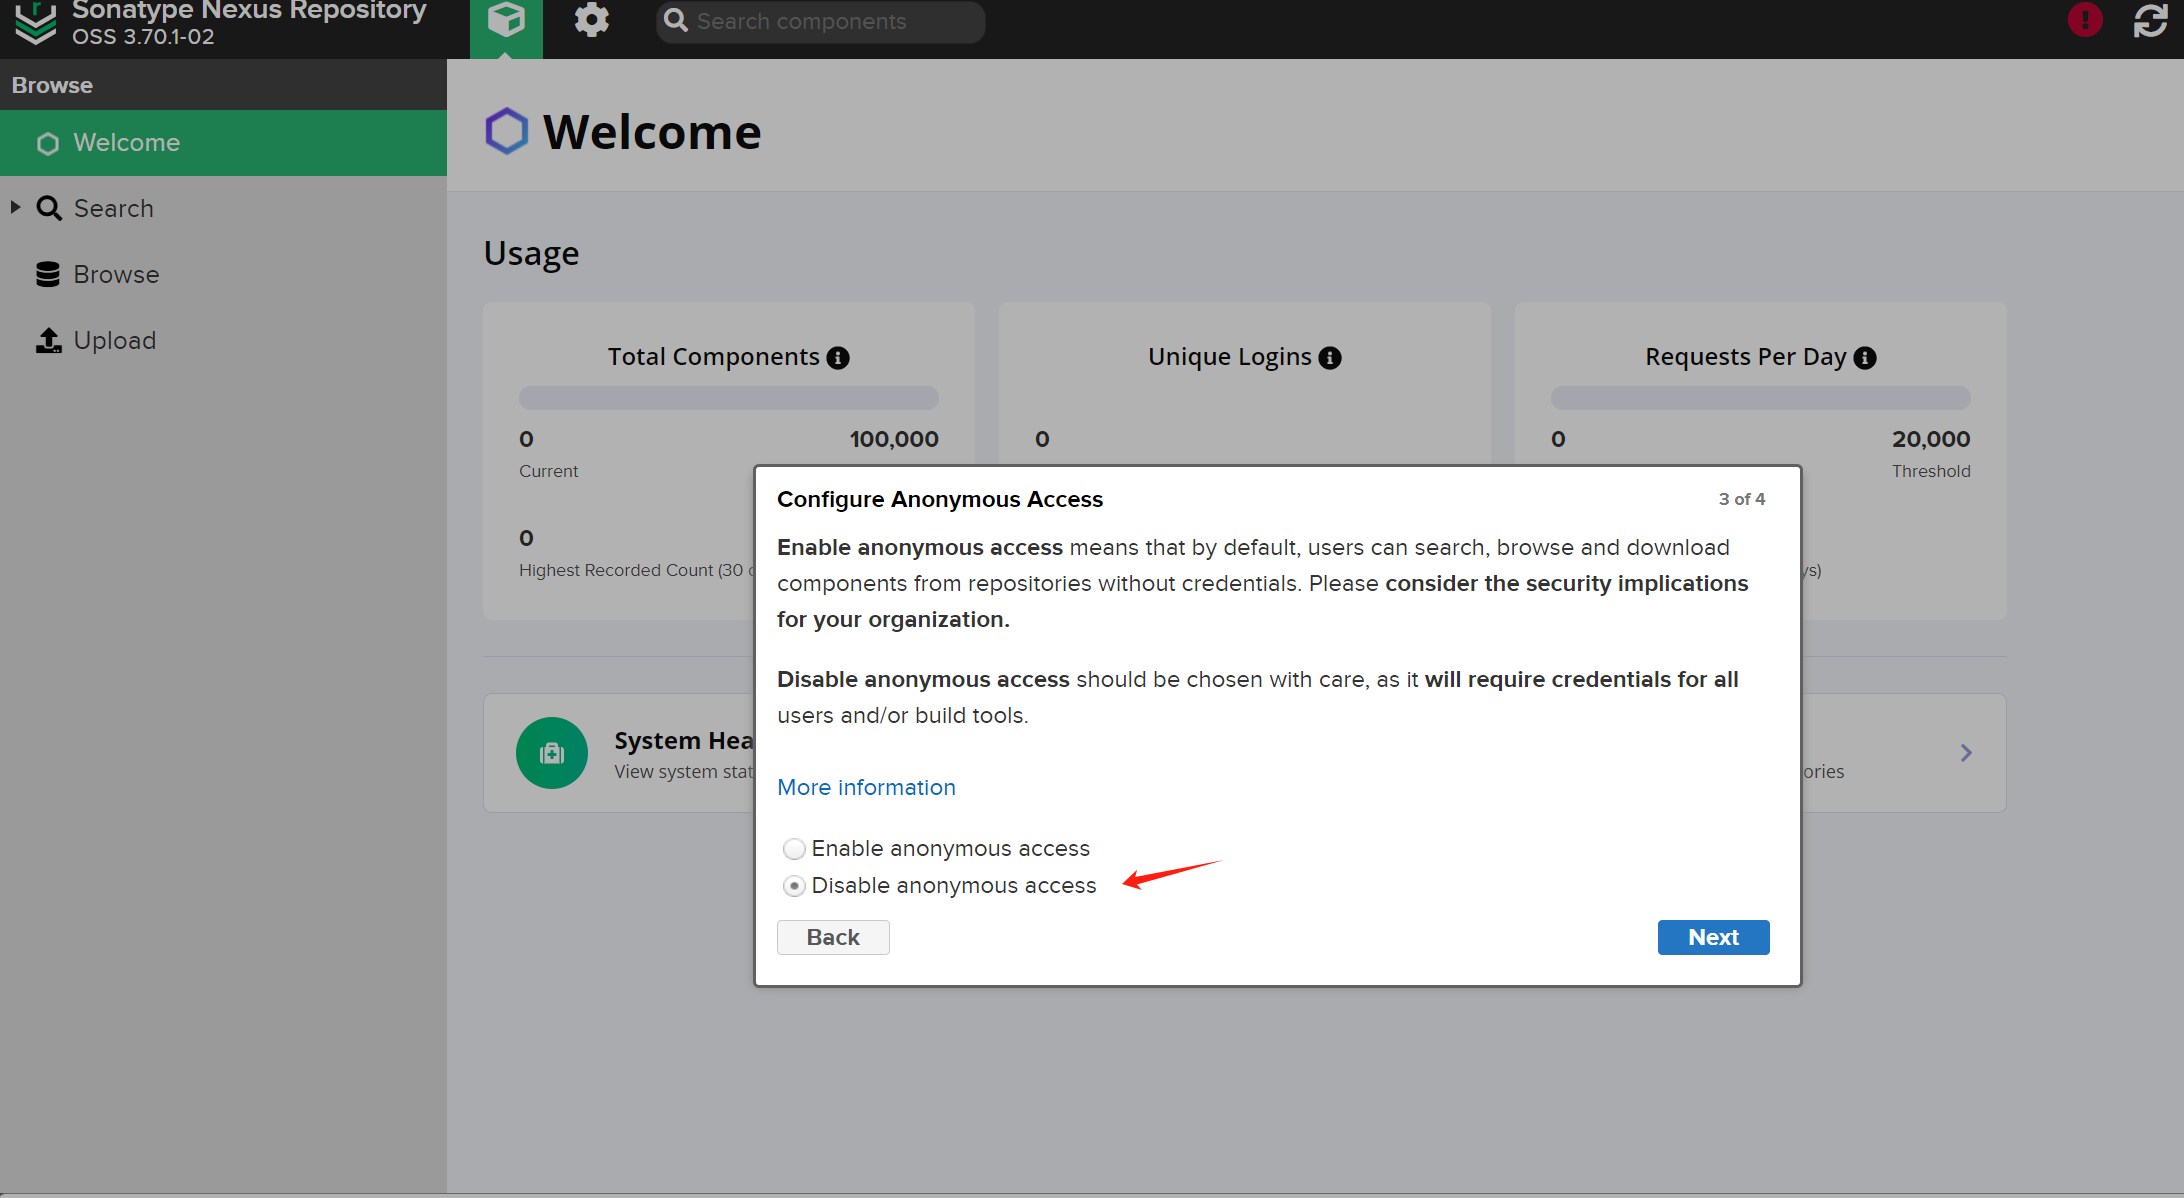 Sonatype Nexus Repository
OSS 3.70.1-02
Search components
Browse
Welcome
Search
Browse
Upload
Welcome
Usage
Total Components
0
100,000
Current
0
Highest Recorded Count (30
Unique Logins
0
Requests Per Day
0
20,000
Threshold
ys)
System Hea
View system stat
ories
Configure Anonymous Access
3 of 4
Enable anonymous access means that by default, users can search, browse and download
components from repositories without credentials. Please consider the security implications
for your organization.
Disable anonymous access should be chosen with care, as it will require credentials for all
users and/or build tools.
More information
Enable anonymous access
Disable anonymous access
Back
Next